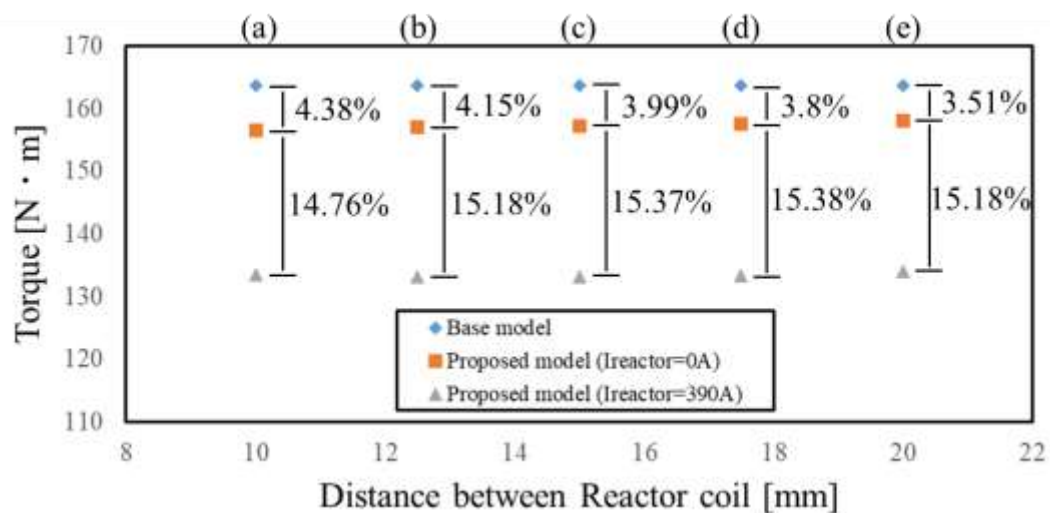 (a) (b) (c) (d) (e)
170
160
150
140
130
120
110
Torque [N・m]
4.38% 4.15% 3.99% 3.8% 3.51%
14.76% 15.18% 15.37% 15.38% 15.18%
Base model
Proposed model (Ireactor=0A)
Proposed model (Ireactor=390A)
8 10 12 14 16 18 20 22
Distance between Reactor coil [mm]